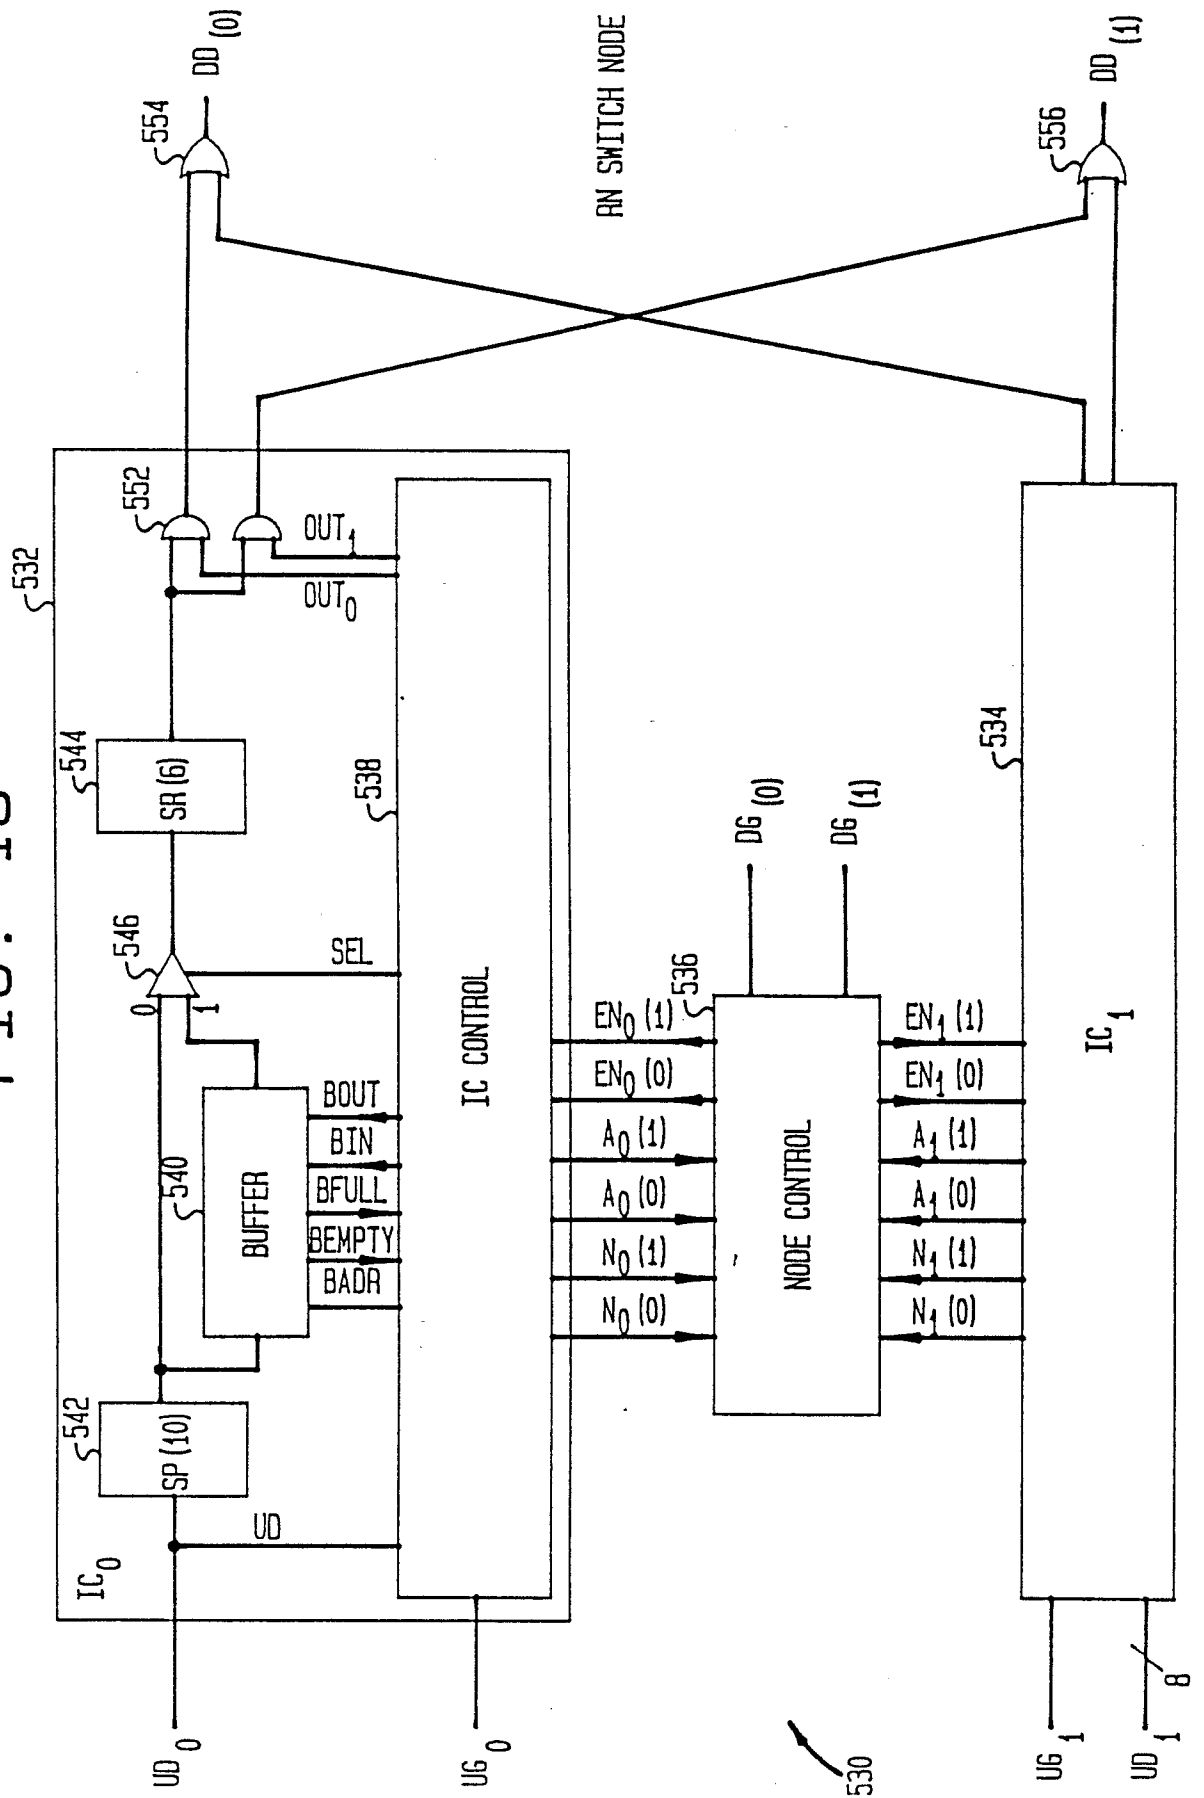 FIG. 18
532
IC0
UD0
542
SP(10)
UD
540
BUFFER
BADR
BEMPTY
BFULL
BIN
BOUT
546
0
1
SEL
544
SR(6)
552
OUT0
OUT1
554
DD(0)
538
IC CONTROL
UG0
N0(0)
N0(1)
A0(0)
A0(1)
EN0(0)
EN0(1)
536
NODE CONTROL
DG(0)
DG(1)
RN SWITCH NODE
N1(0)
N1(1)
A1(0)
A1(1)
EN1(0)
EN1(1)
534
IC1
556
DD(1)
530
UG1
UD1
8